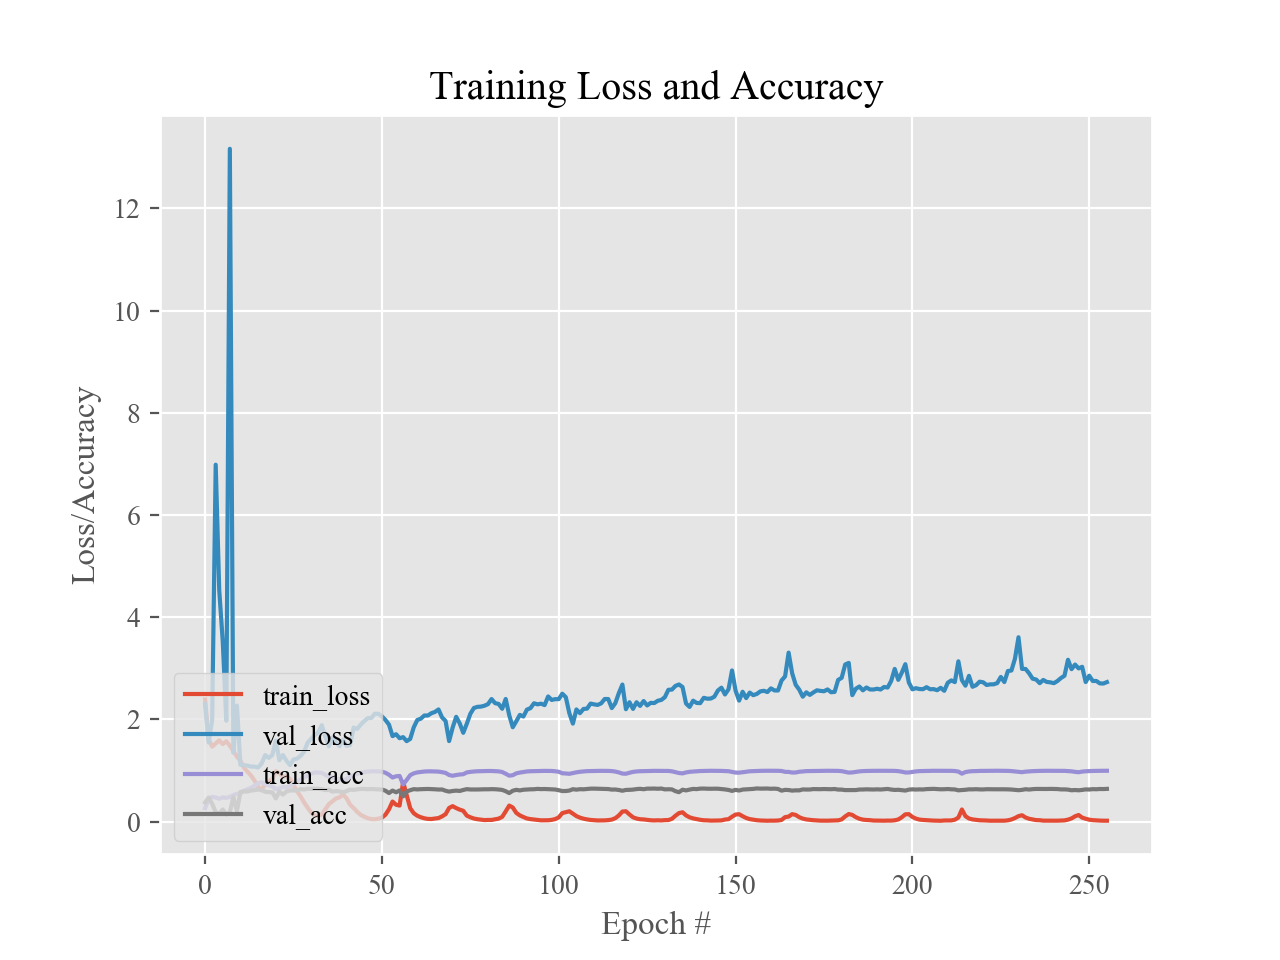 Training Loss and Accuracy
12
10
8
6
4
2
0
Loss/Accuracy
train_loss
val_loss
train_acc
val_acc
0 50 100 150 200 250
Epoch #